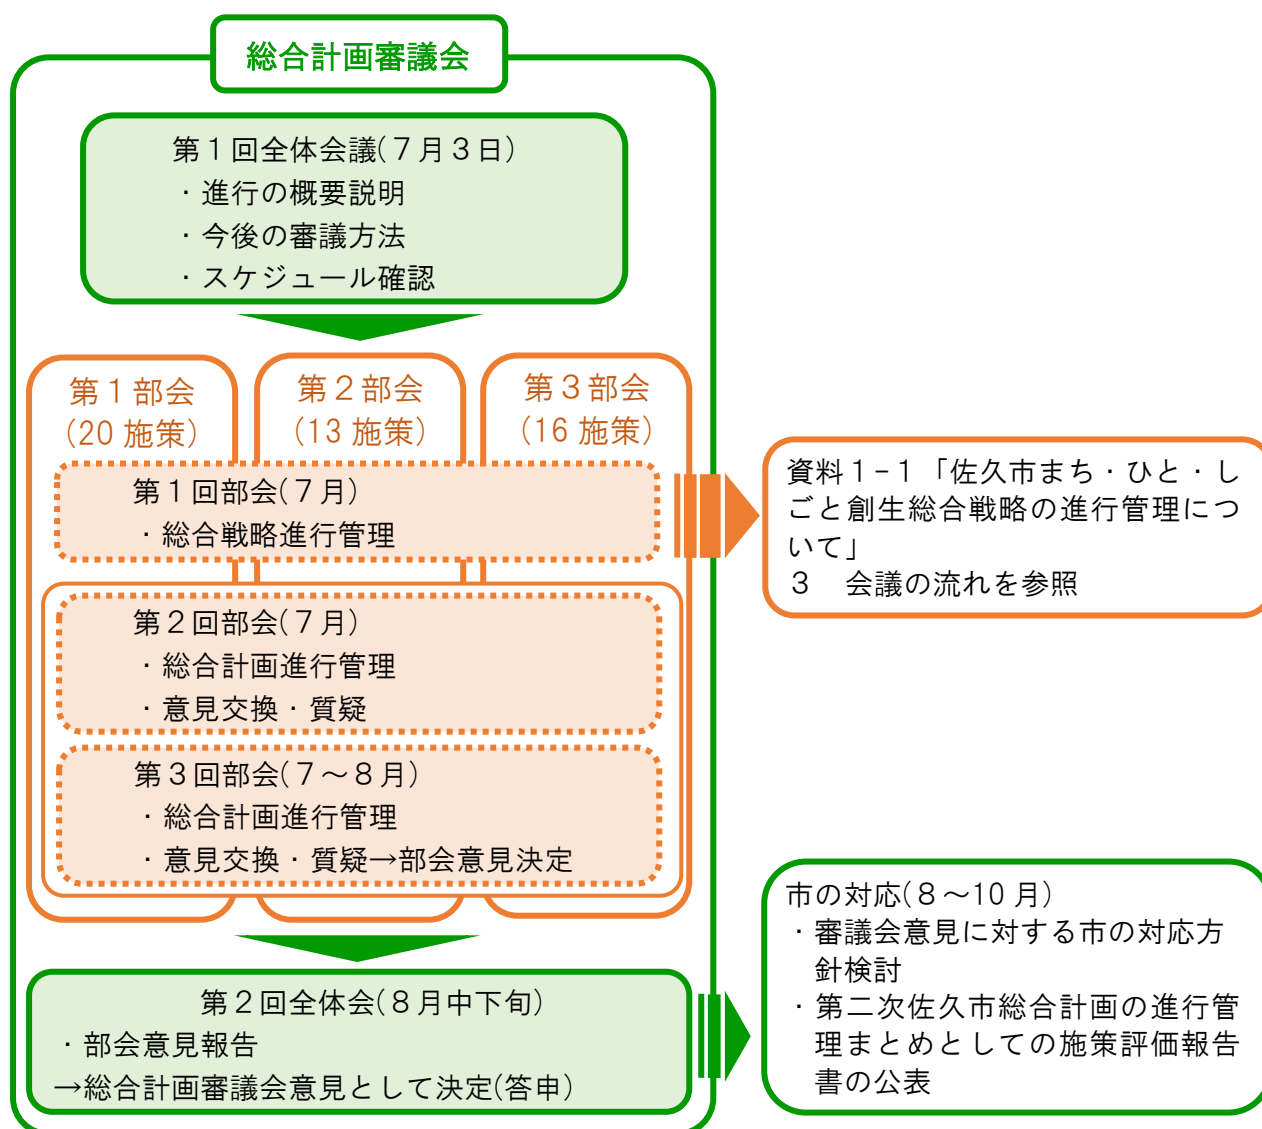 総合計画審議会
第１回全体会議(７月３日)
・進行の概要説明
・今後の審議方法
・スケジュール確認
第１部会
(20 施策)
第２部会
(13 施策)
第３部会
(16 施策)
第１回部会(７月)
・総合戦略進行管理
資料１−１「佐久市まち・ひと・し
ごと創生総合戦略の進行管理につ
いて」
３　会議の流れを参照
第２回部会(７月)
・総合計画進行管理
・意見交換・質疑
第３回部会(７～８月)
・総合計画進行管理
・意見交換・質疑→部会意見決定
第２回全体会(８月中下旬)
・部会意見報告
→総合計画審議会意見として決定(答申)
市の対応(８～10 月)
・審議会意見に対する市の対応方
針検討
・第二次佐久市総合計画の進行管
理まとめとしての施策評価報告
書の公表